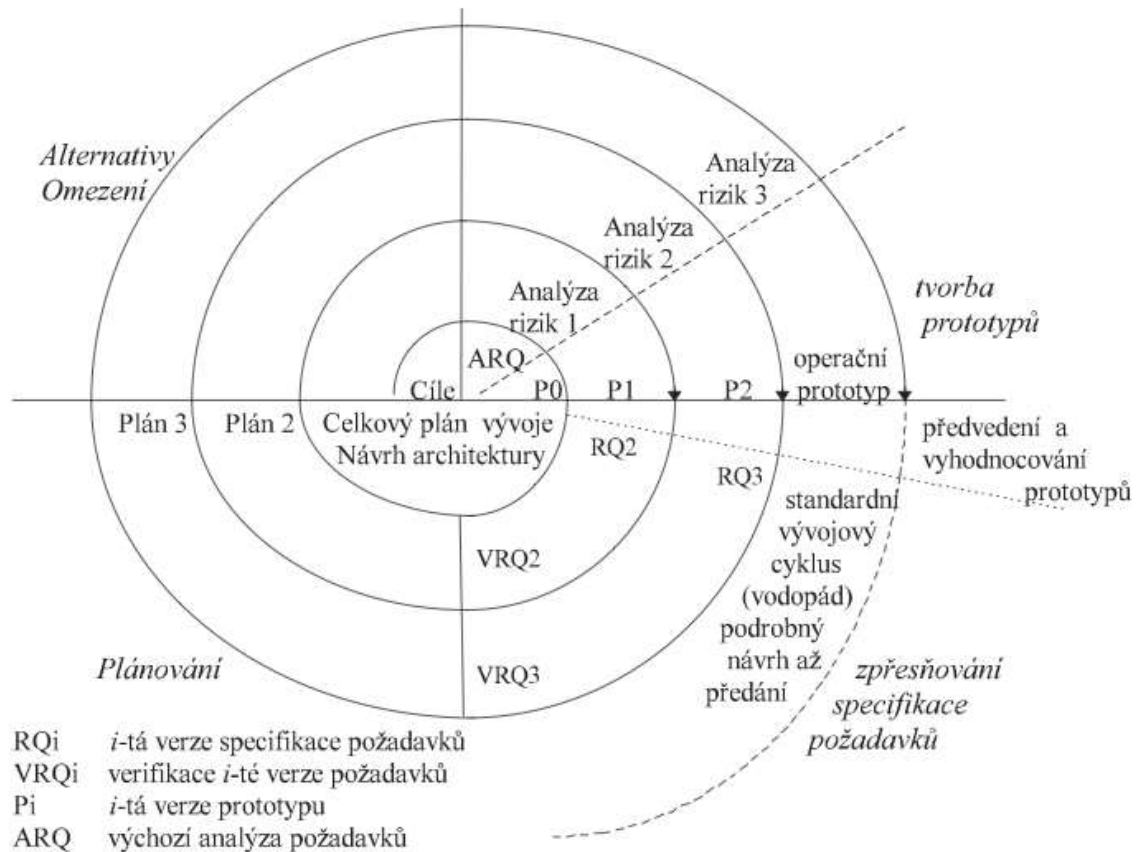 Alternativy
Omezení
Analýza
rizik 3
Analýza
rizik 2
Analýza
rizik 1
tvorba
prototypů
ARQ
operační
prototyp
Cíle
P0
P1
P2
Plán 3
Plán 2
Celkový plán vývoje
Návrh architektury
RQ2
RQ3
předvedení a
vyhodnocování
prototypů
standardní
vývojový
cyklus
(vodopád)
podrobný
návrh až
předání
VRQ2
VRQ3
Plánování
zpřesňování
specifikace
požadavků
RQi i-tá verze specifikace požadavků
VRQi verifikace i-té verze požadavků
Pi i-tá verze prototypu
ARQ výchozí analýza požadavků